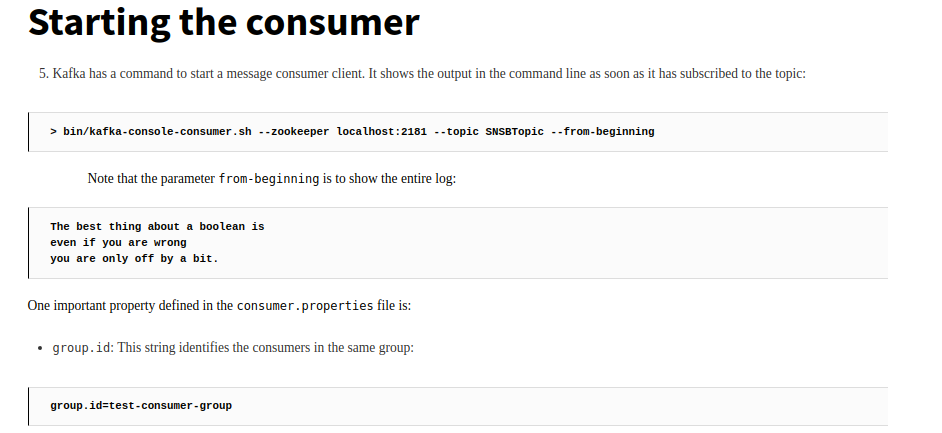 Starting the consumer
5. Kafka has a command to start a message consumer client. It shows the output in the command line as soon as it has subscribed to the topic:
> bin/kafka-console-consumer.sh --zookeeper localhost:2181 --topic SNSBTopic --from-beginning
Note that the parameter from-beginning is to show the entire log:
The best thing about a boolean is
even if you are wrong
you are only off by a bit.
One important property defined in the consumer.properties file is:
• group.id: This string identifies the consumers in the same group:
group.id=test-consumer-group